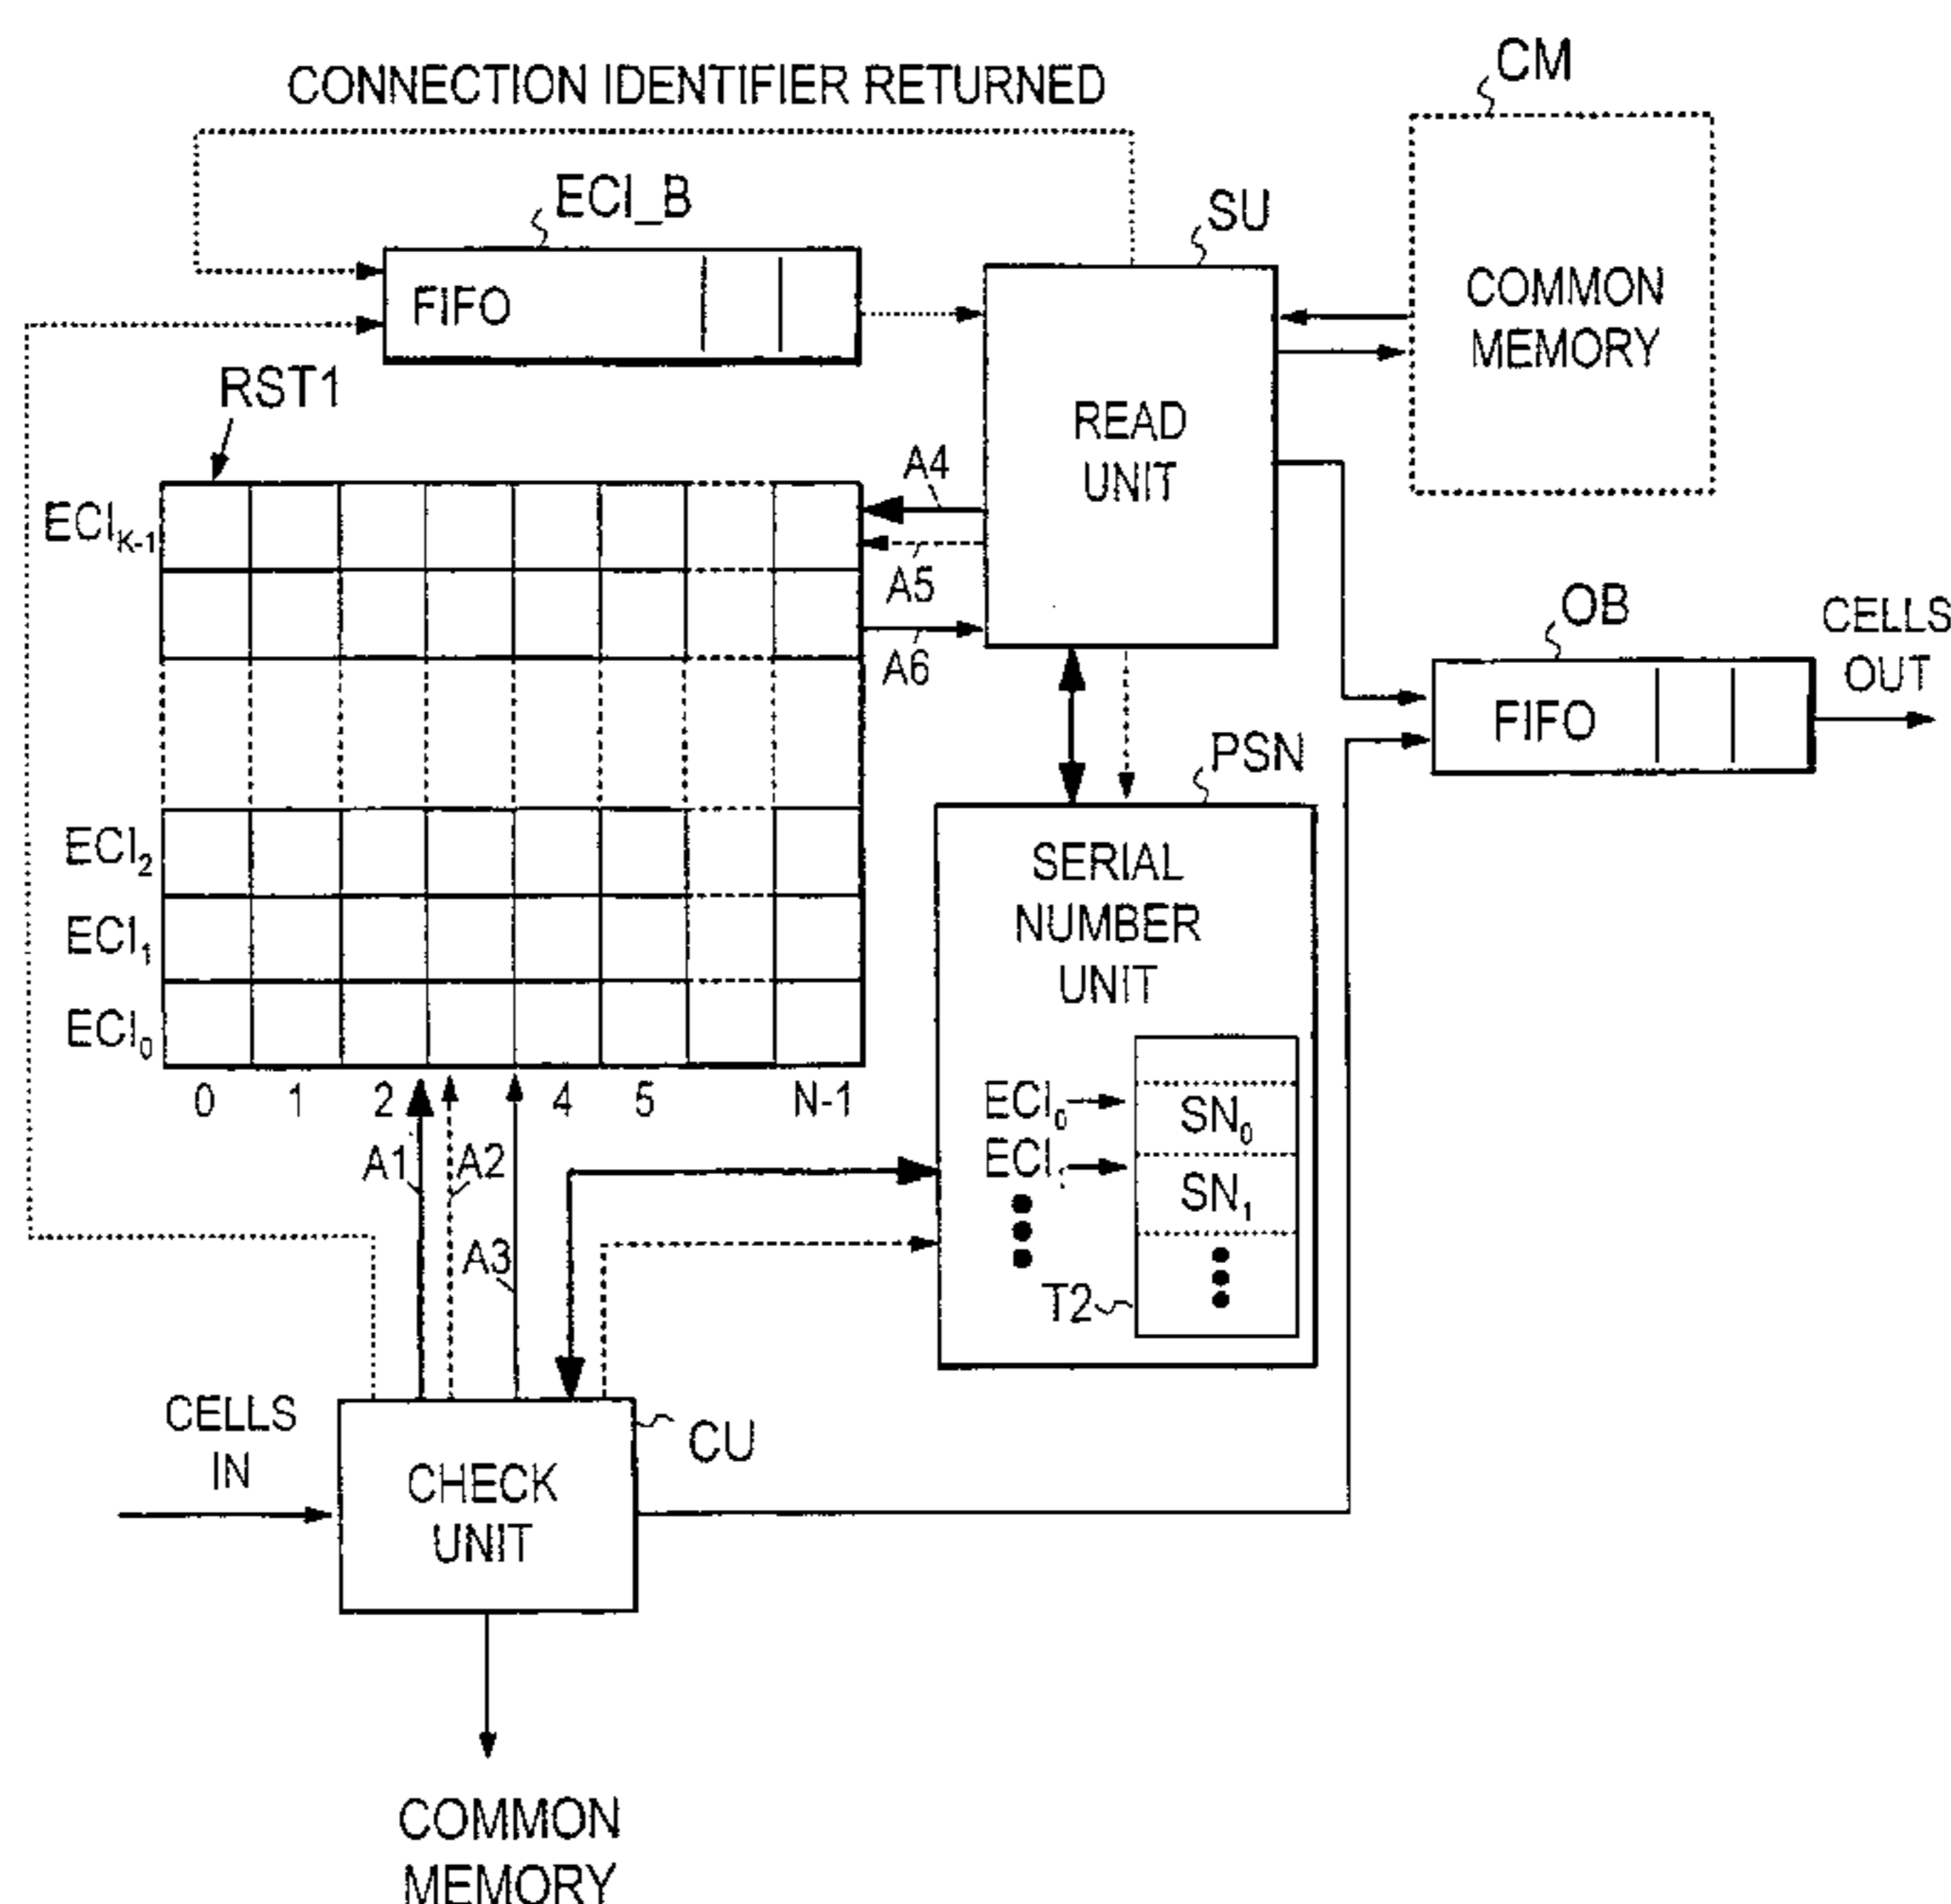 CONNECTION IDENTIFIER RETURNED
CM
ECI_B
SU
FIFO
COMMON
MEMORY
RST1
READ
UNIT
A4
ECI_{K-1}
A5
A6
OB
CELLS
OUT
FIFO
PSN
ECI_2
SERIAL
NUMBER
UNIT
ECI_1
ECI_0
0 1 2 4 5 N-1
ECI_0
SN_0
ECI
SN_1
A1
A2
A3
T2
CELLS
IN
CU
CHECK
UNIT
COMMON
MEMORY